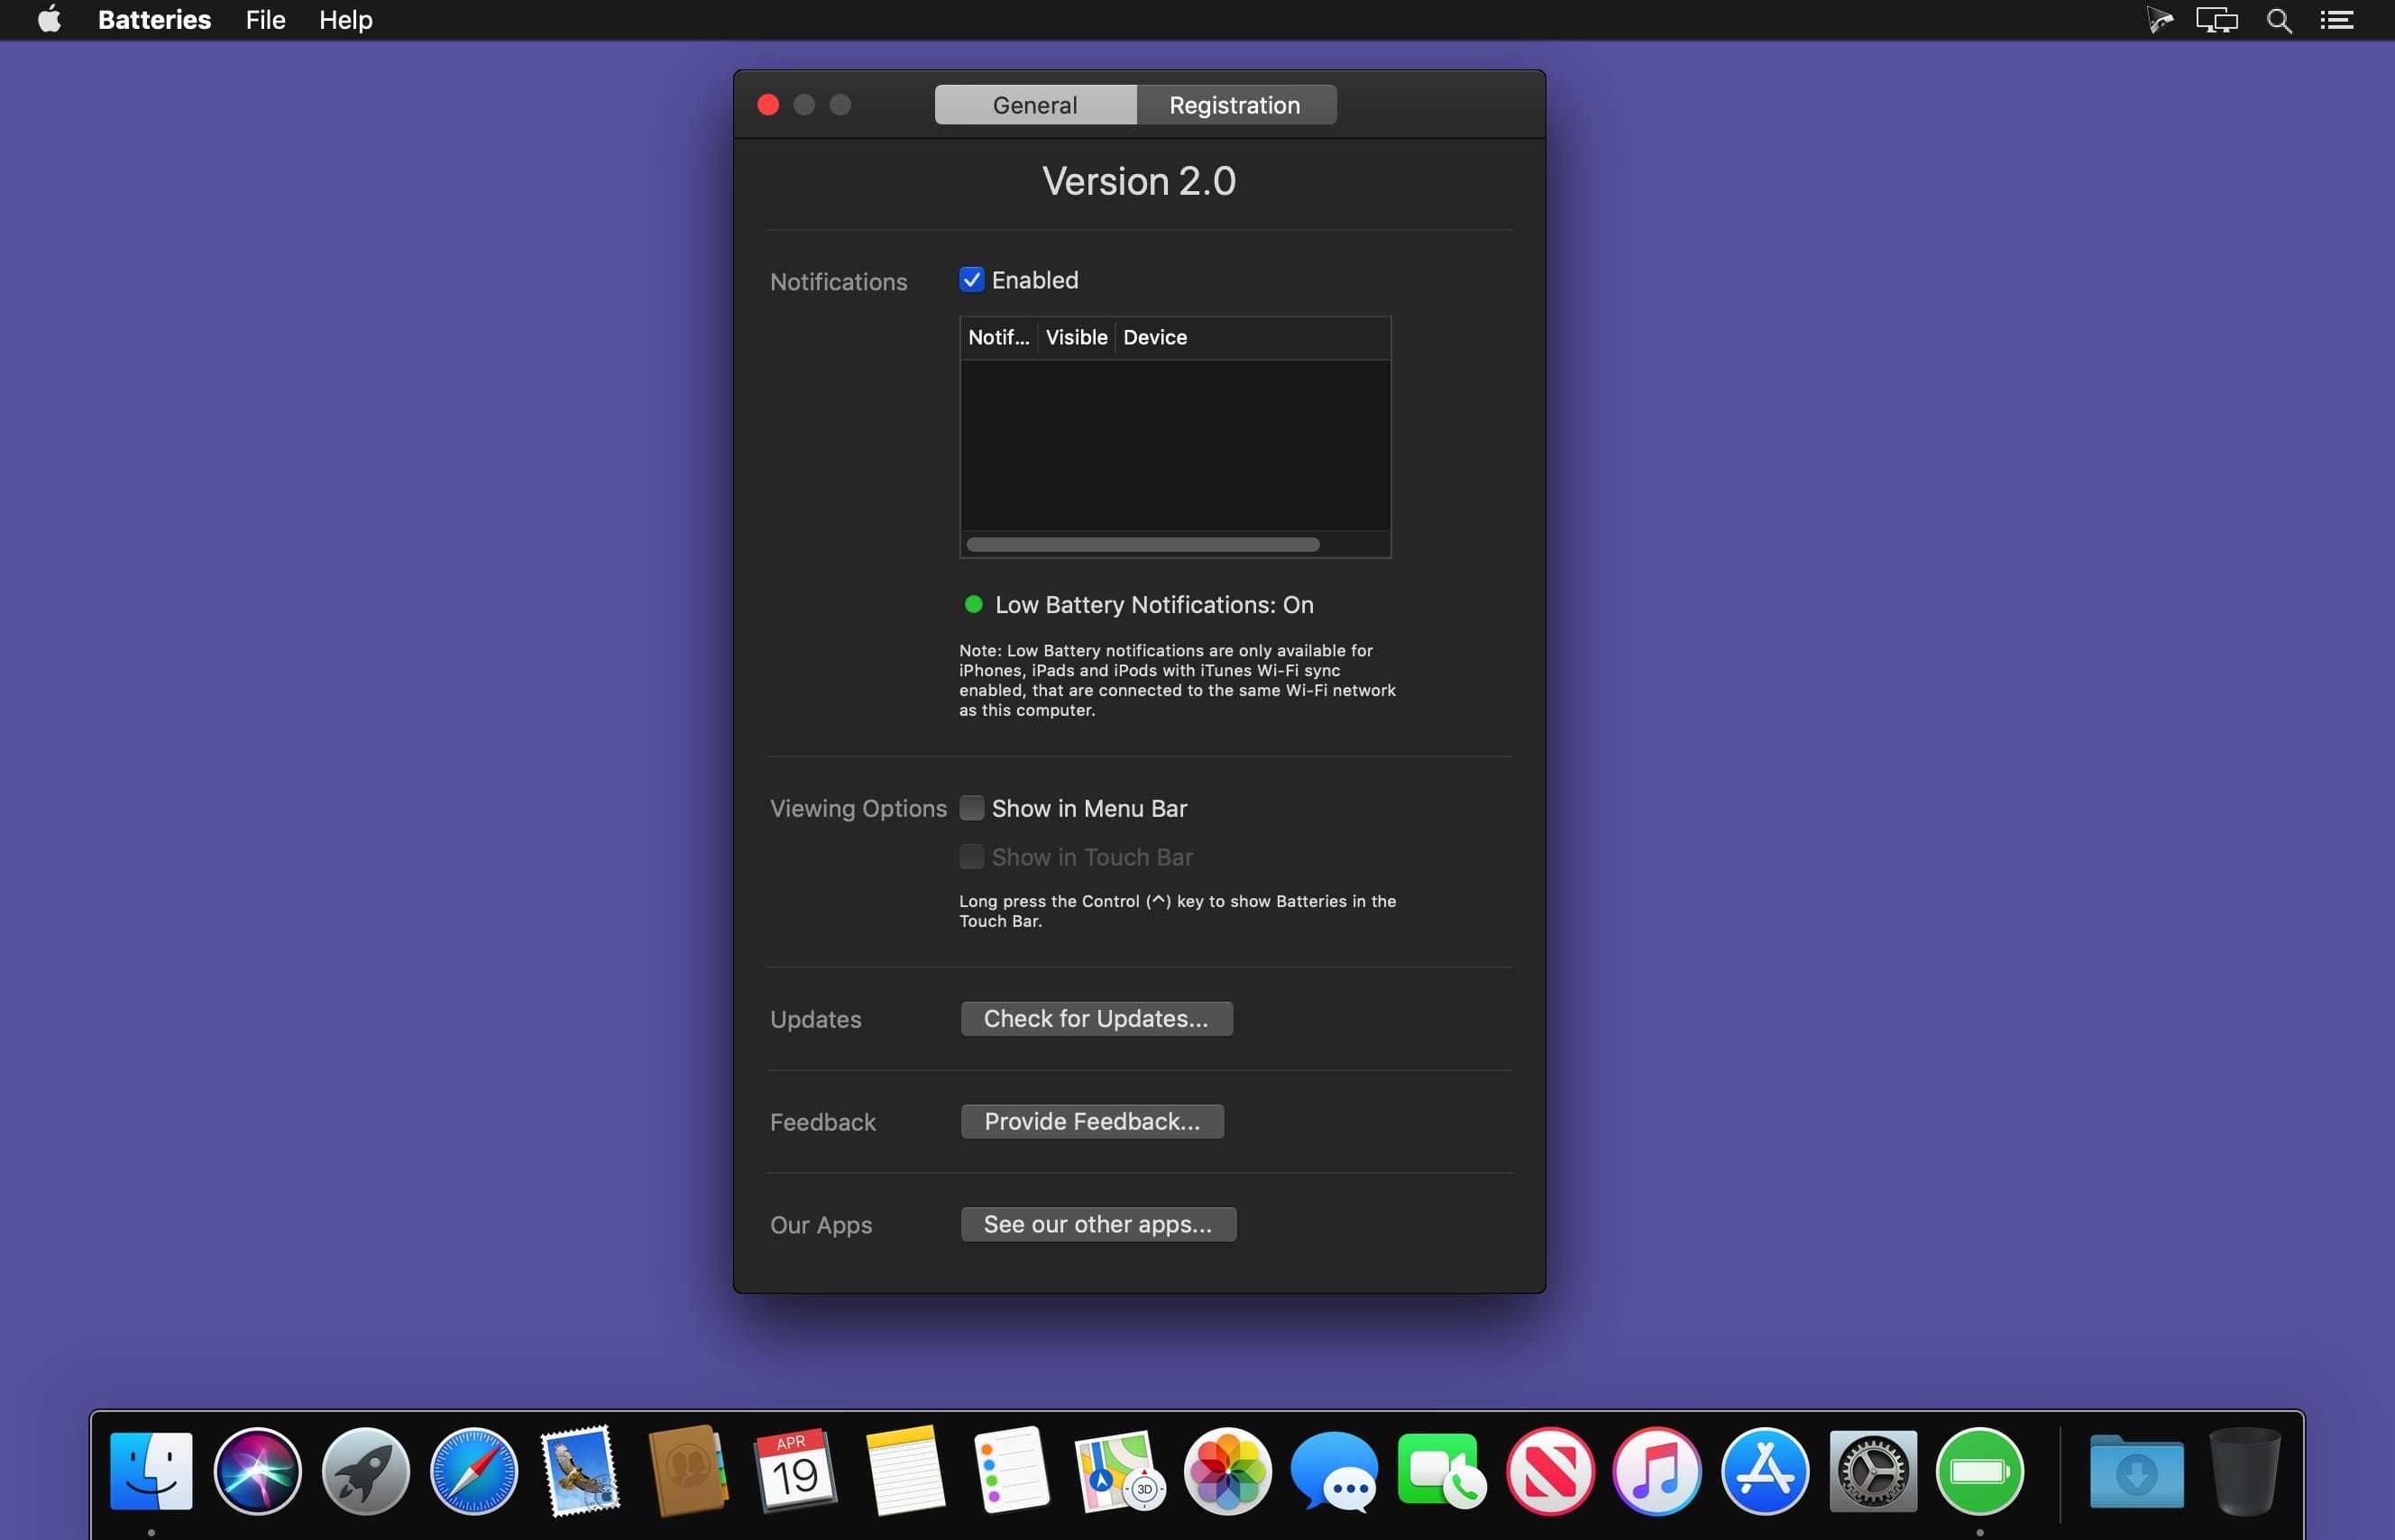 Batteries File Help
General Registration
Version 2.0
Notifications Enabled
Notif... Visible Device
Low Battery Notifications: On
Note: Low Battery notifications are only available for
iPhones, iPads and iPods with iTunes Wi-Fi sync
enabled, that are connected to the same Wi-Fi network
as this computer.
Viewing Options Show in Menu Bar
Show in Touch Bar
Long press the Control (^) key to show Batteries in the
Touch Bar.
Updates Check for Updates...
Feedback Provide Feedback...
Our Apps See our other apps...
APR
19
3D